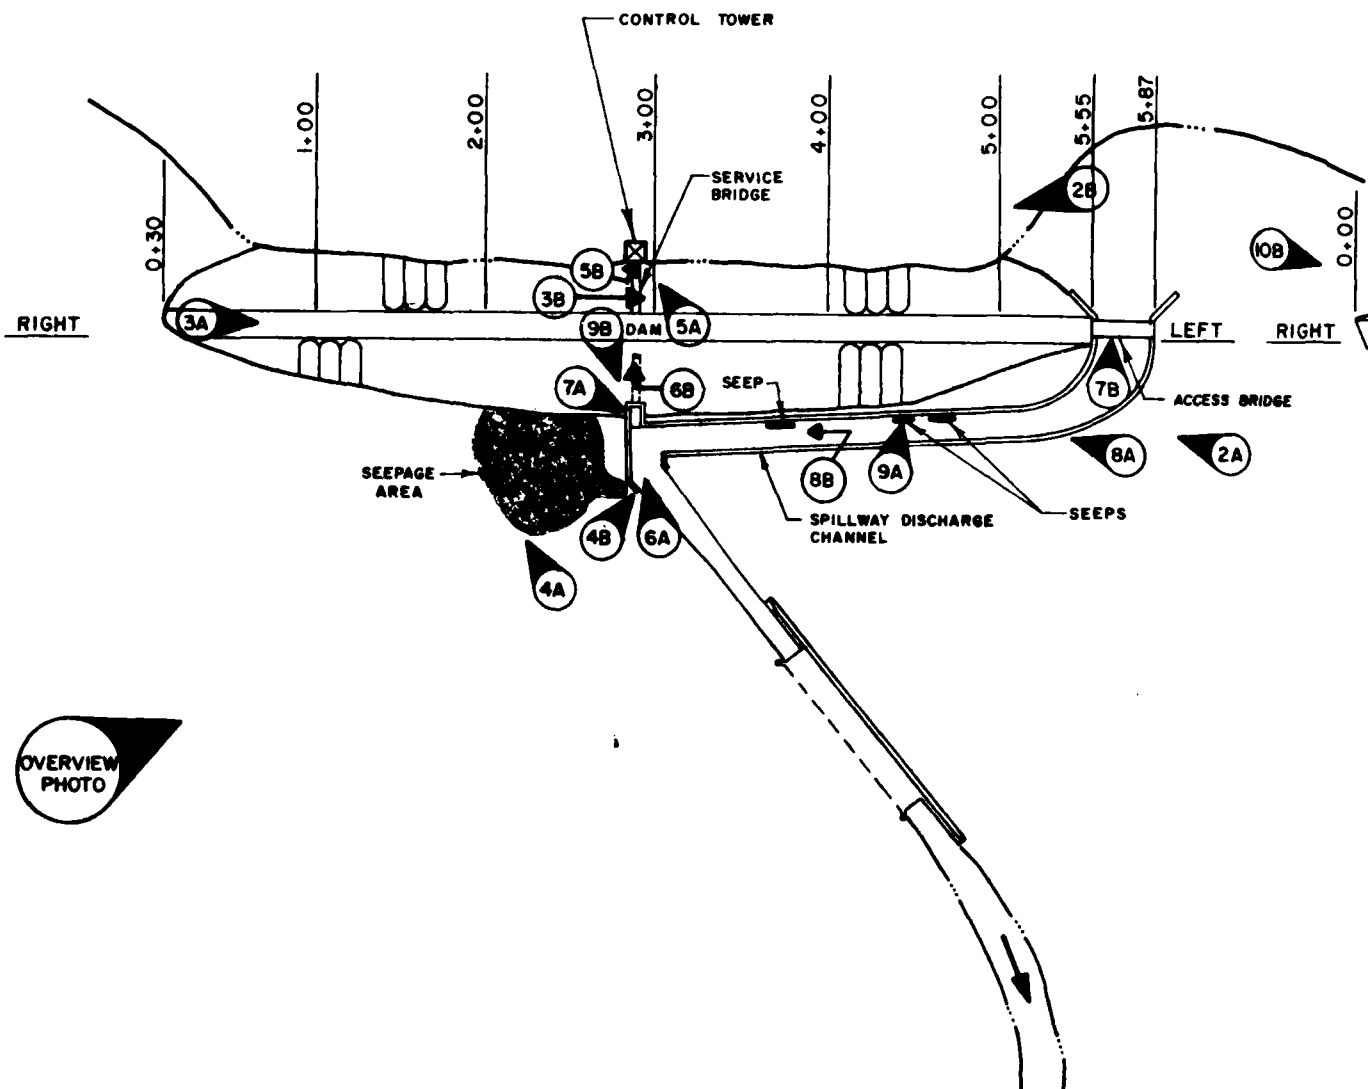 CONTROL TOWER
0+30
1+00
2+00
3+00
4+00
5+00
5+55
5+87
0+00
SERVICE
BRIDGE
2B
10B
5B
3B
RIGHT
3A
9B
DAM
5A
LEFT
RIGHT
7A
6B
SEEP
7B
ACCESS BRIDGE
SEEPAGE
AREA
8B
9A
8A
2A
SPILLWAY DISCHARGE
CHANNEL
SEEPS
4B
6A
4A
OVERVIEW
PHOTO